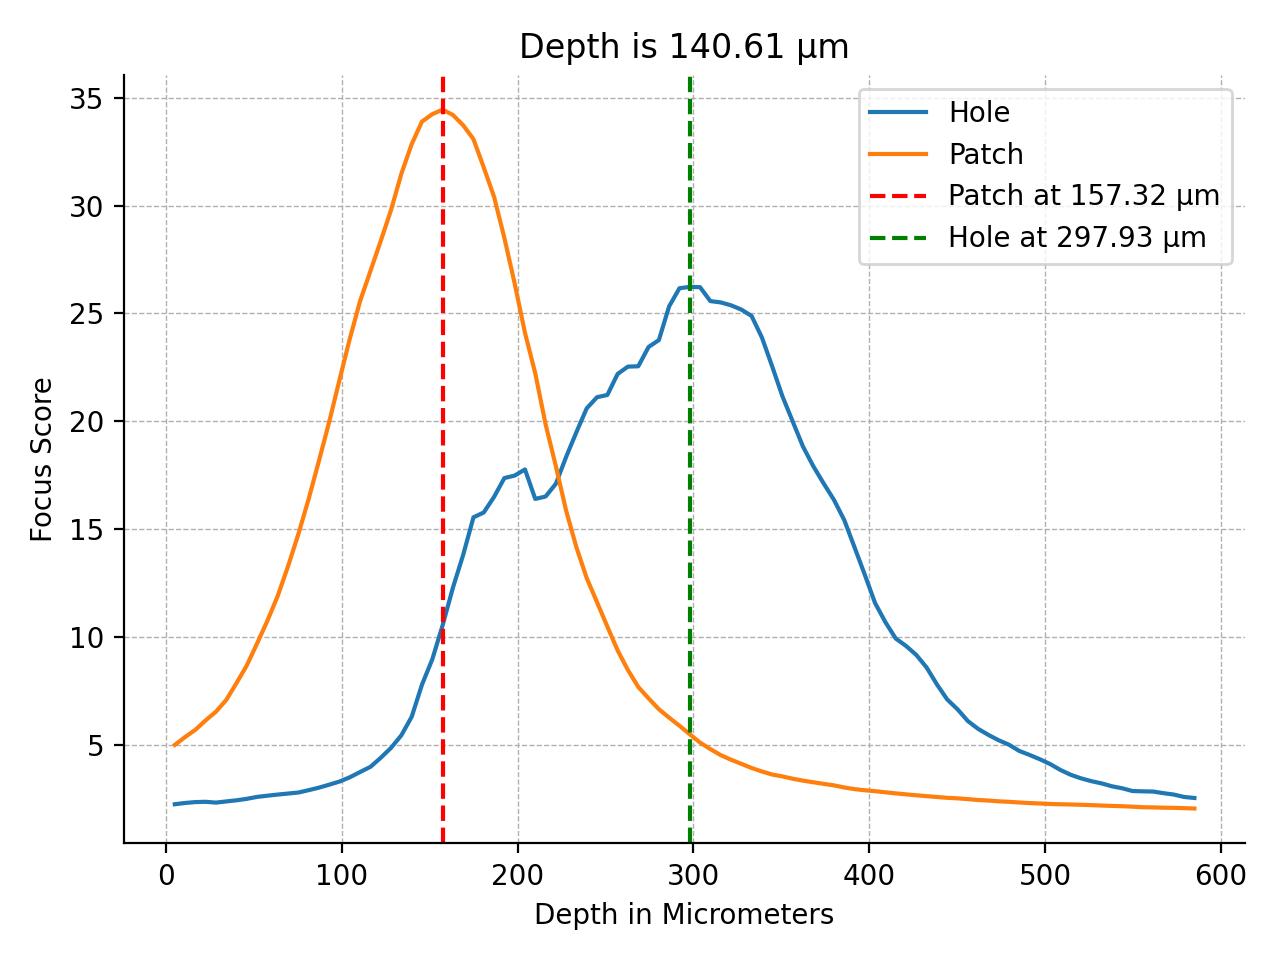 Depth is 140.61 µm
Focus Score
35
30
25
20
15
10
5
Hole
Patch
Patch at 157.32 µm
Hole at 297.93 µm
0 100 200 300 400 500 600
Depth in Micrometers